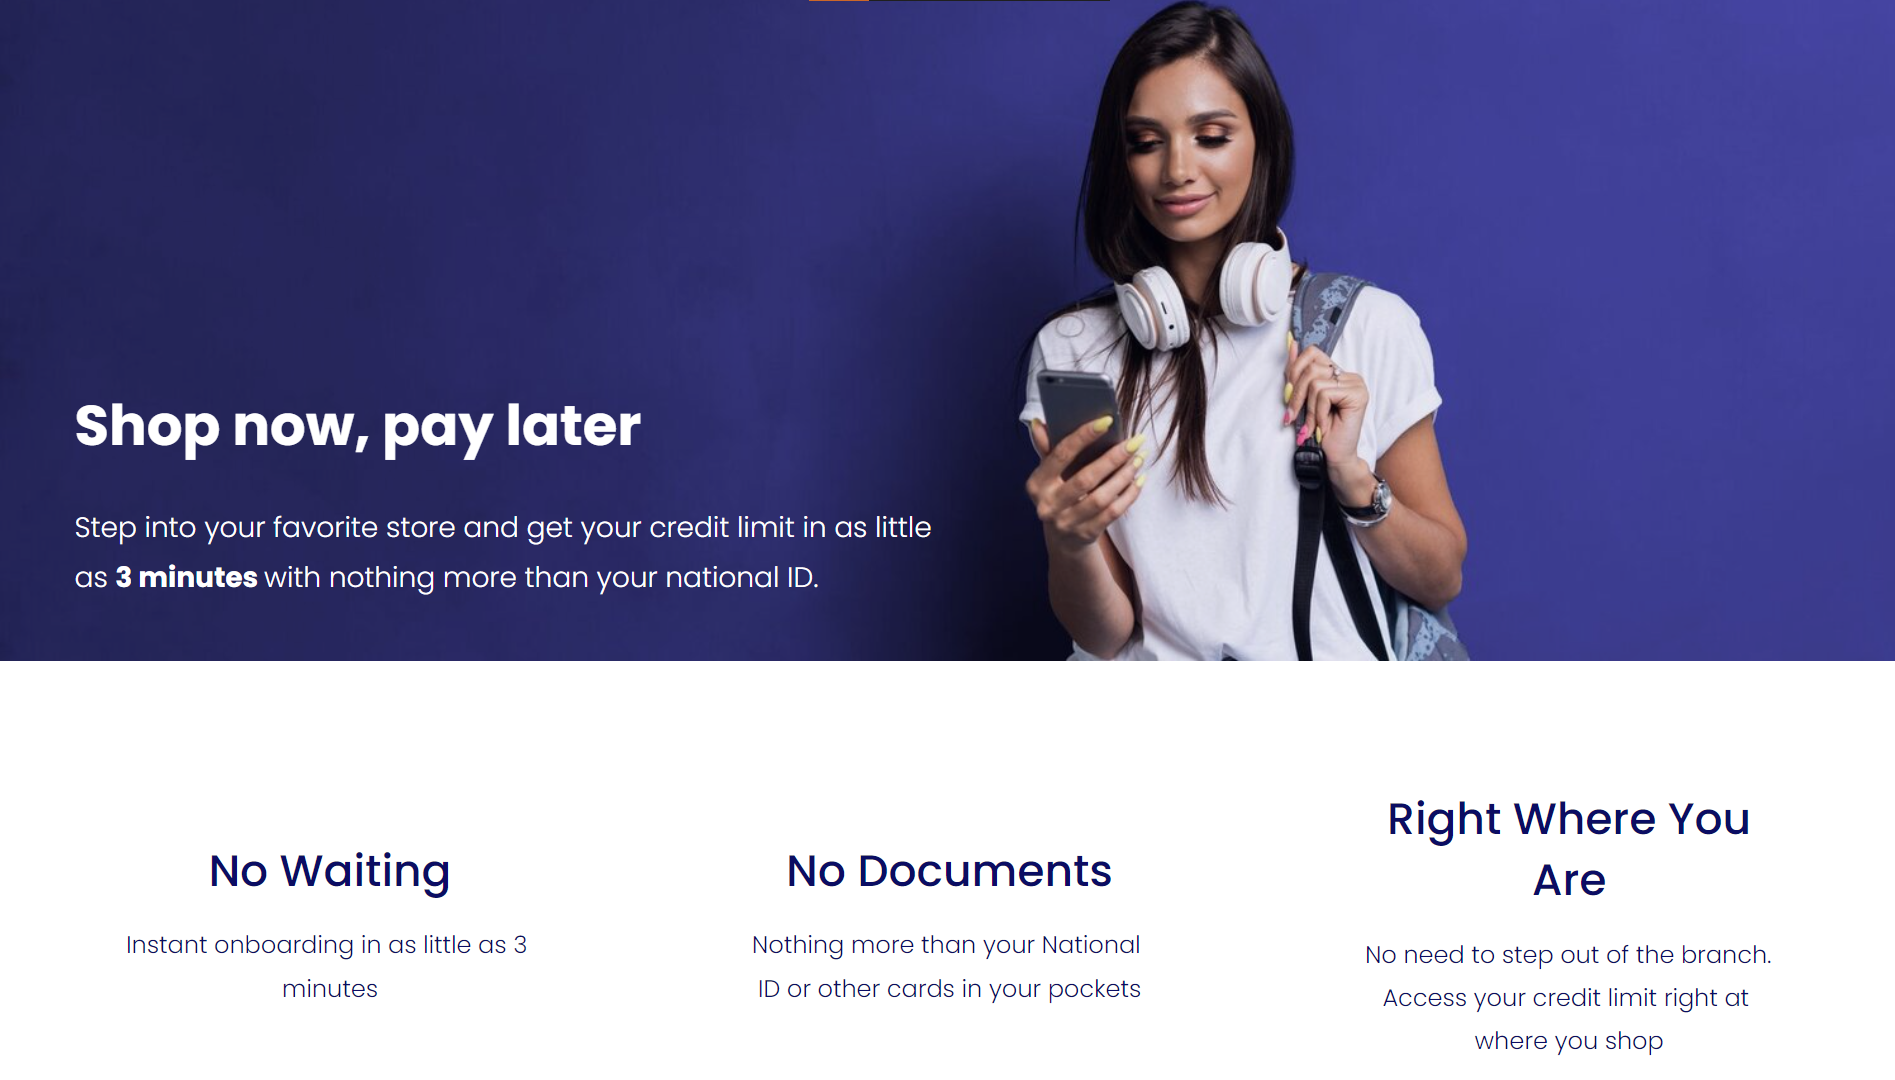 Shop now, pay later
Step into your favorite store and get your credit limit in as little
as 3 minutes with nothing more than your national ID.
No Waiting
Instant onboarding in as little as 3
minutes
No Documents
Nothing more than your National
ID or other cards in your pockets
Right Where You
Are
No need to step out of the branch.
Access your credit limit right at
where you shop